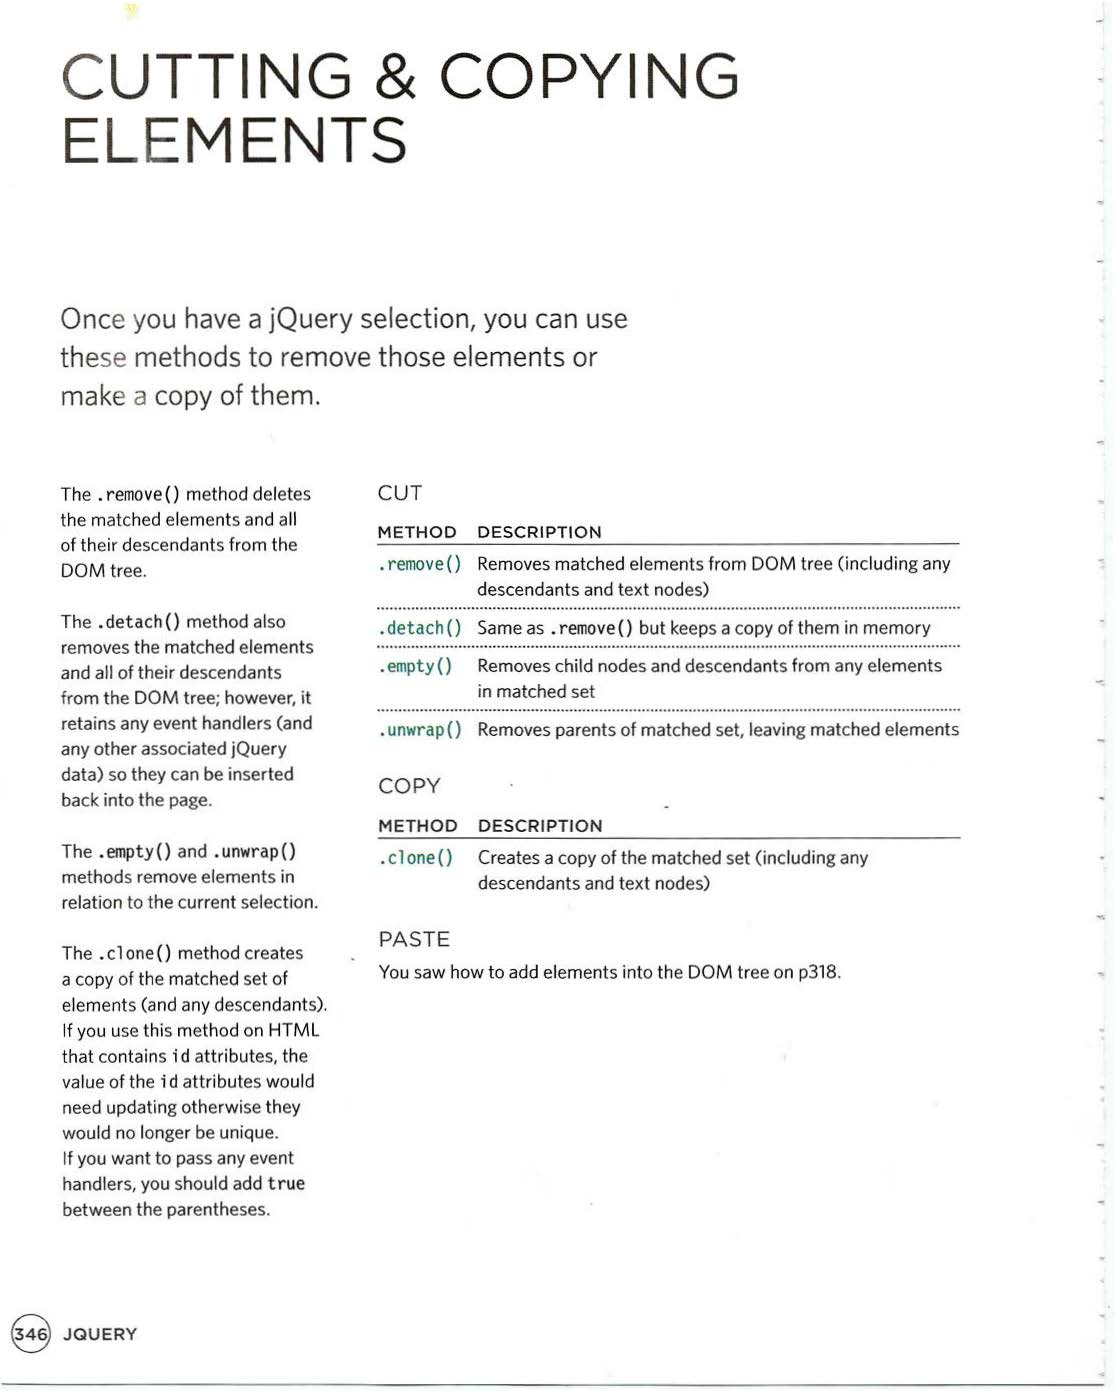 CUTTING & COPYING
ELEMENTS
Once you have a jQuery selection, you can use
these methods to remove those elements or
make a copy of them.
The .remove() method deletes
the matched elements and all
of their descendants from the
DOM tree.
The .detach() method also
removes the matched elements
and all of their descendants
from the DOM tree; however, it
retains any event handlers (and
any other associated jQuery
data) so they can be inserted
back into the page.
The .empty() and .unwrap()
methods remove elements in
relation to the current selection.
The .clone() method creates
a copy of the matched set of
elements (and any descendants).
If you use this method on HTML
that contains id attributes, the
value of the id attributes would
need updating otherwise they
would no longer be unique.
If you want to pass any event
handlers, you should add true
between the parentheses.
CUT
METHOD DESCRIPTION
.remove() Removes matched elements from DOM tree (including any
descendants and text nodes)
.detach() Same as .remove() but keeps a copy of them in memory
.empty() Removes child nodes and descendants from any elements
in matched set
.unwrap() Removes parents of matched set, leaving matched elements
COPY
METHOD DESCRIPTION
.clone() Creates a copy of the matched set (including any
descendants and text nodes)
PASTE
You saw how to add elements into the DOM tree on p318.
346 JQUERY